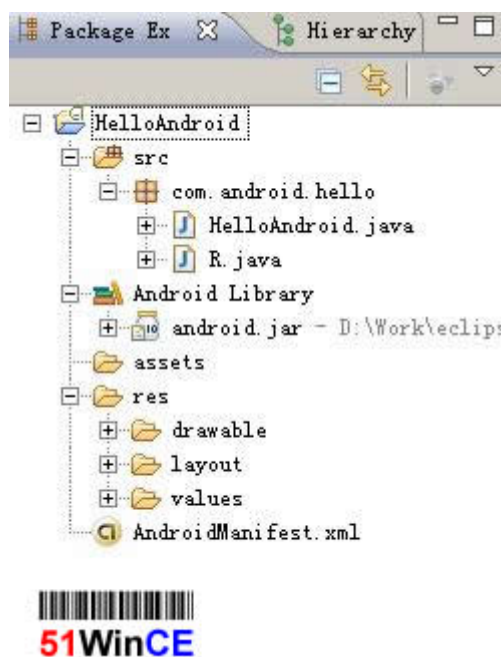 Package Ex
Hierarchy
HelloAndroid
src
com.android.hello
HelloAndroid.java
R.java
Android Library
android.jar - D:\Work\eclips
assets
res
drawable
layout
values
AndroidManifest.xml
51WinCE